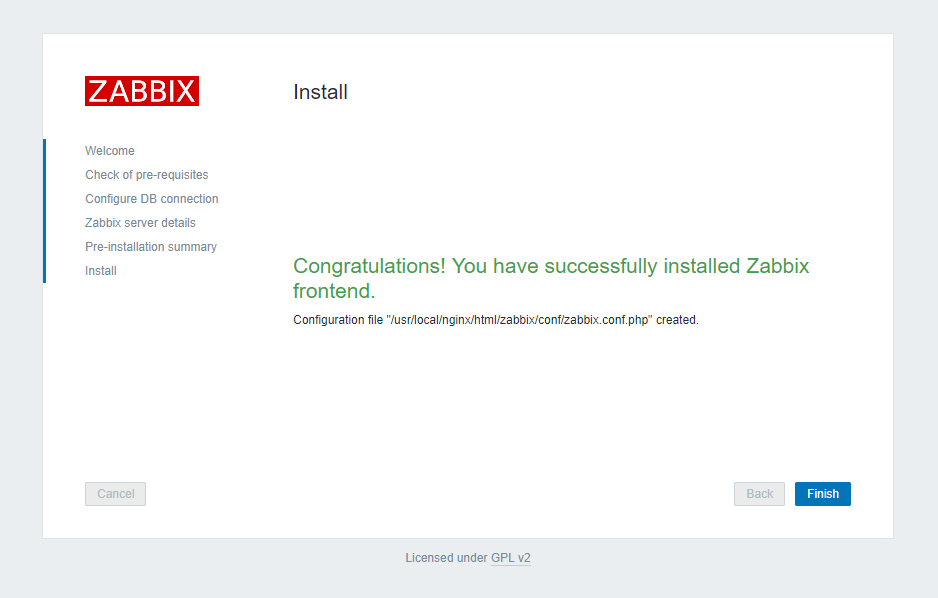 ZABBIX
Install
Welcome
Check of pre-requisites
Configure DB connection
Zabbix server details
Pre-installation summary
Install
Congratulations! You have successfully installed Zabbix
frontend.
Configuration file "/usr/local/nginx/html/zabbix/conf/zabbix.conf.php" created.
Cancel
Back
Finish
Licensed under GPL v2